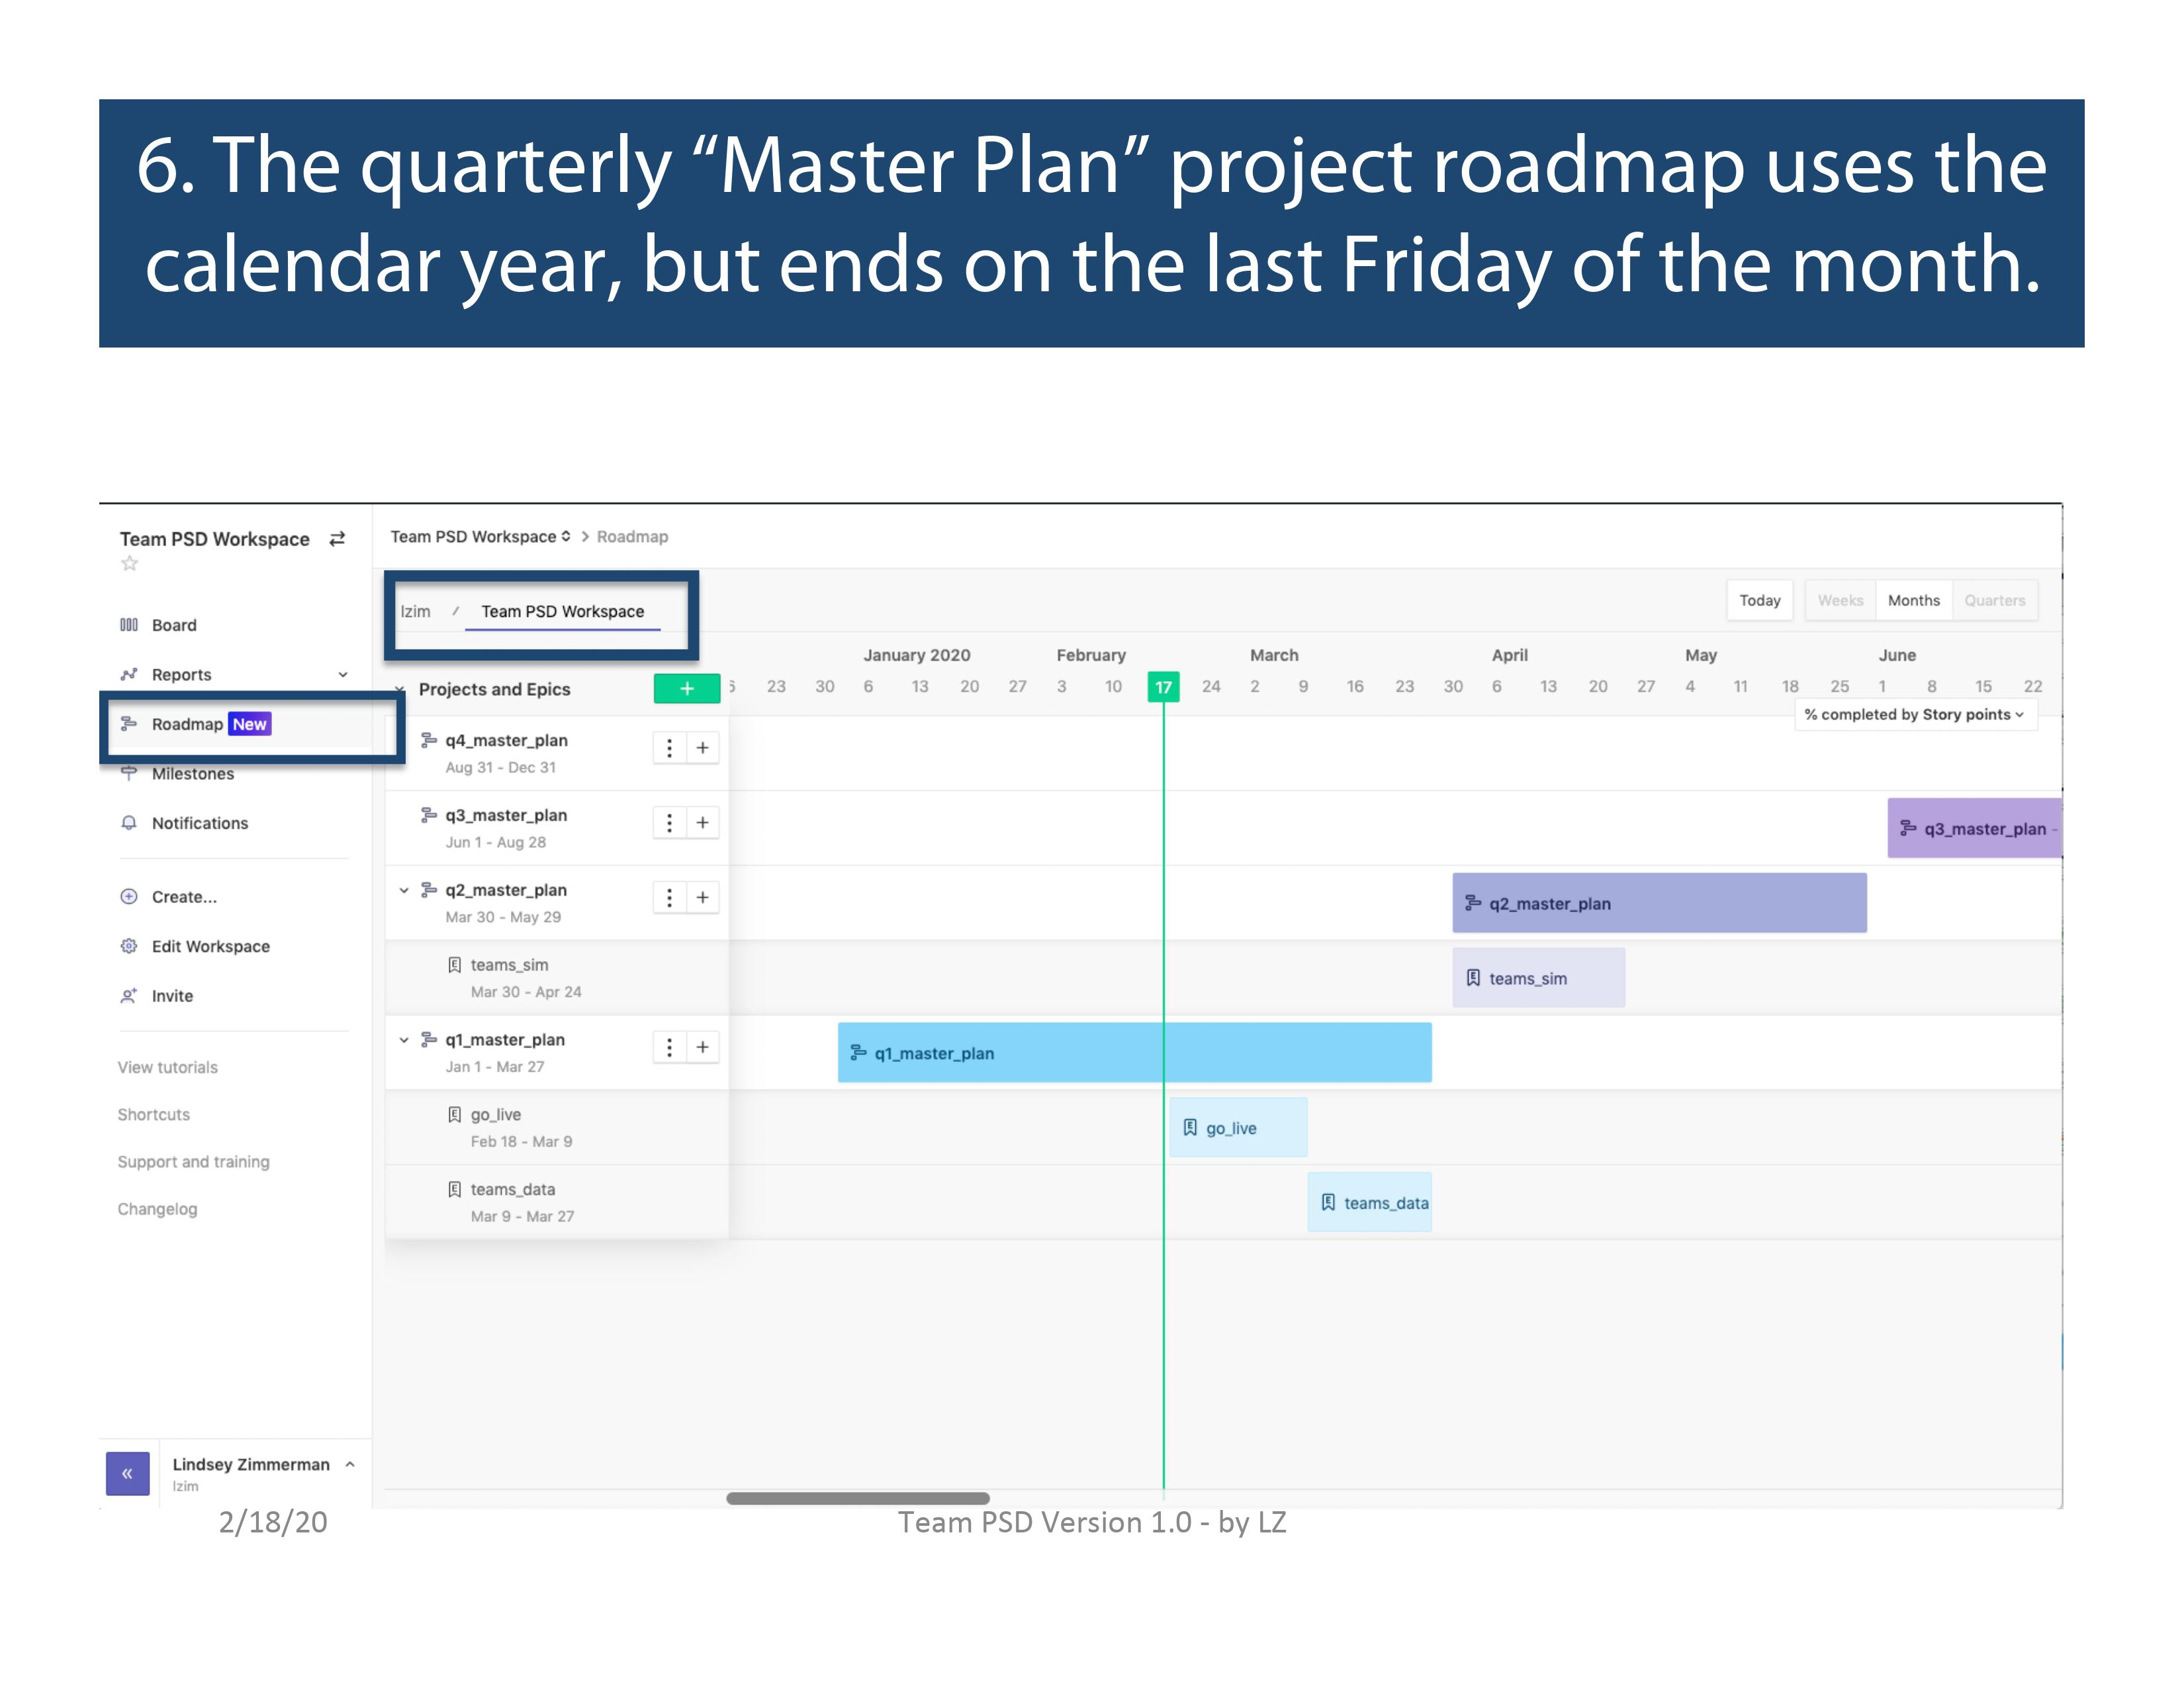 6. The quarterly “Master Plan” project roadmap uses the
calendar year, but ends on the last Friday of the month.
Team PSD Workspace
Board
Reports
Roadmap New
Milestones
Notifications
Create...
Edit Workspace
Invite
View tutorials
Shortcuts
Support and training
Changelog
Lindsey Zimmerman
lzim
Team PSD Workspace > Roadmap
lzim / Team PSD Workspace
Today Weeks Months Quarters
January 2020 February March April May June
Projects and Epics + 23 30 6 13 20 27 3 10 17 24 2 9 16 23 30 6 13 20 27 4 11 18 25 1 8 15 22
% completed by Story points
q4_master_plan
Aug 31 - Dec 31
q3_master_plan
Jun 1 - Aug 28
q3_master_plan -
q2_master_plan
Mar 30 - May 29
q2_master_plan
teams_sim
Mar 30 - Apr 24
teams_sim
q1_master_plan
Jan 1 - Mar 27
q1_master_plan
go_live
Feb 18 - Mar 9
go_live
teams_data
Mar 9 - Mar 27
teams_data
2/18/20 Team PSD Version 1.0 - by LZ